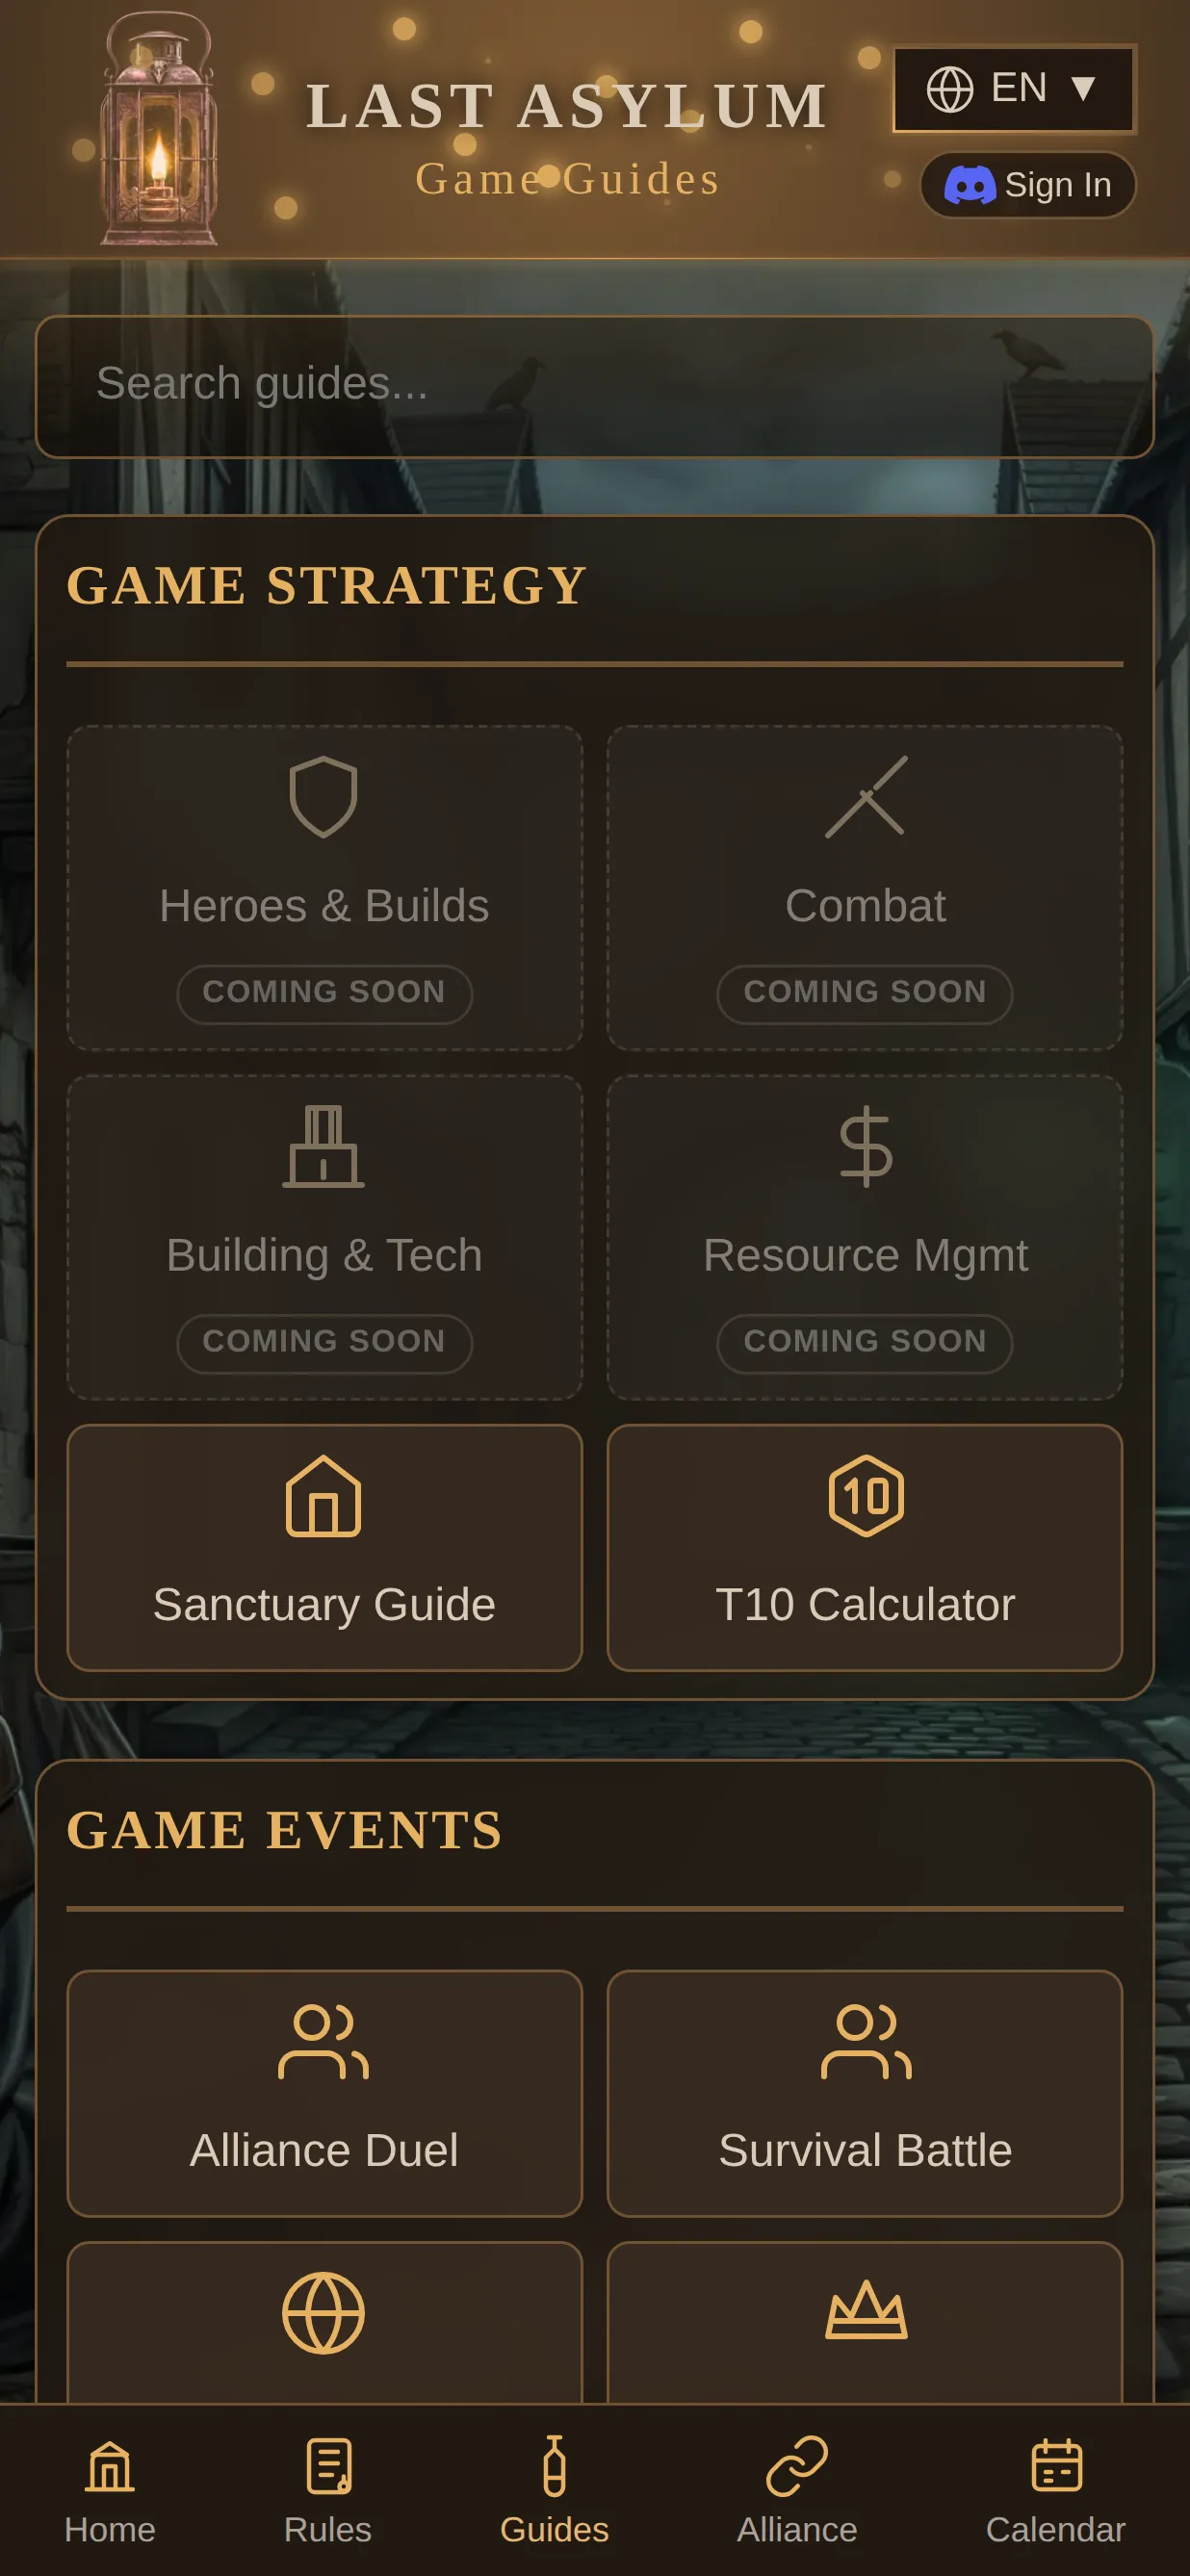 LAST ASYLUM
Game Guides
EN ▼
Sign In
Search guides...
GAME STRATEGY
Heroes & Builds
COMING SOON
Combat
COMING SOON
Building & Tech
COMING SOON
Resource Mgmt
COMING SOON
Sanctuary Guide
10
T10 Calculator
GAME EVENTS
Alliance Duel
Survival Battle
Home
Rules
Guides
Alliance
Calendar